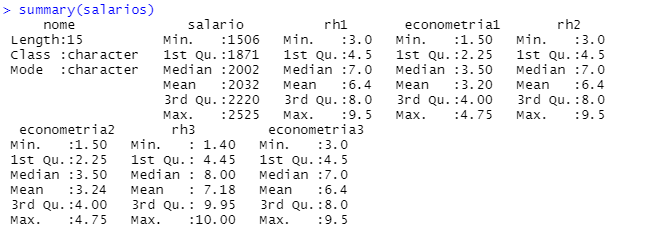 > summary(salarios)
nome salario rh1 econometria1 rh2
Length:15 Min. :1506 Min. :3.0 Min. :1.50 Min. :3.0
Class :character 1st Qu.:1871 1st Qu.:4.5 1st Qu.:2.25 1st Qu.:4.5
Mode :character Median :2002 Median :7.0 Median :3.50 Median :7.0
Mean :2032 Mean :6.4 Mean :3.20 Mean :6.4
3rd Qu.:2220 3rd Qu.:8.0 3rd Qu.:4.00 3rd Qu.:8.0
Max. :2525 Max. :9.5 Max. :4.75 Max. :9.5
econometria2 rh3 econometria3
Min. :1.50 Min. : 1.40 Min. :3.0
1st Qu.:2.25 1st Qu.: 4.45 1st Qu.:4.5
Median :3.50 Median : 8.00 Median :7.0
Mean :3.24 Mean : 7.18 Mean :6.4
3rd Qu.:4.00 3rd Qu.: 9.95 3rd Qu.:8.0
Max. :4.75 Max. :10.00 Max. :9.5